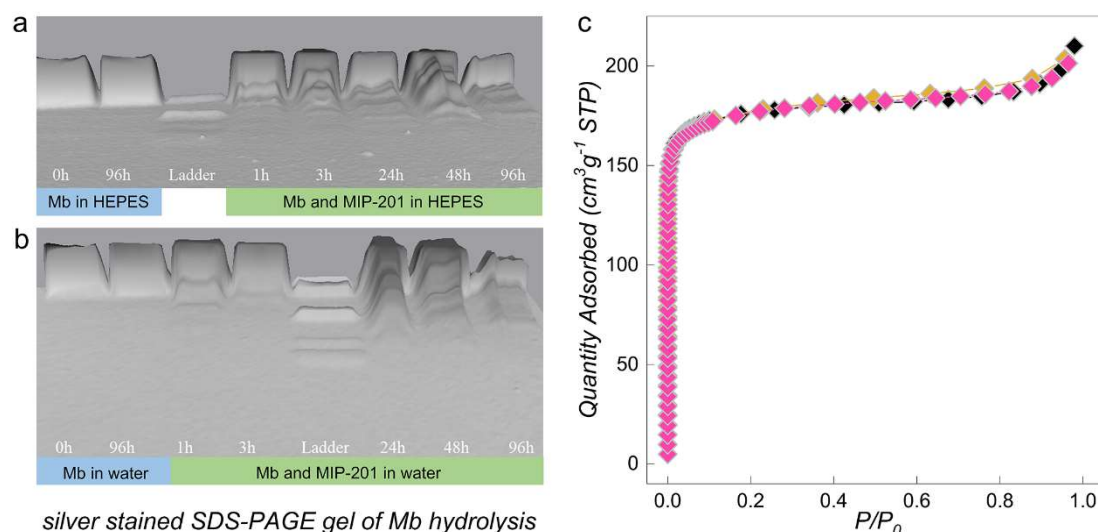 a
0h 96h Ladder 1h 3h 24h 48h 96h
Mb in HEPES Mb and MIP-201 in HEPES
b
0h 96h 1h 3h Ladder 24h 48h 96h
Mb in water Mb and MIP-201 in water
silver stained SDS-PAGE gel of Mb hydrolysis
c
Quantity Adsorbed (cm³g⁻¹ STP)
200
150
100
50
0
0.0 0.2 0.4 0.6 0.8 1.0
P/P₀